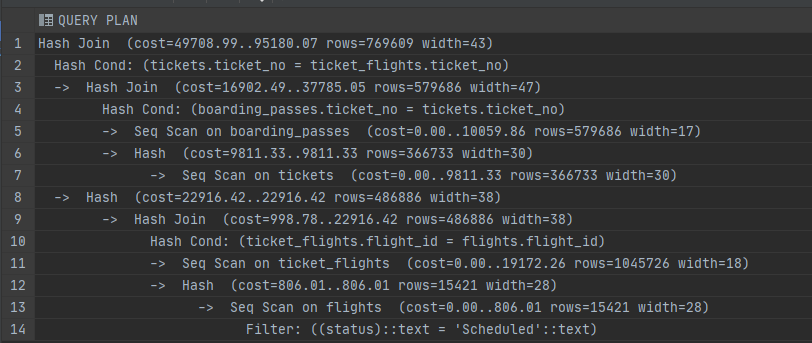 QUERY PLAN
1 Hash Join  (cost=49708.99..95180.07 rows=769609 width=43)
2   Hash Cond: (tickets.ticket_no = ticket_flights.ticket_no)
3   ->  Hash Join  (cost=16902.49..37785.05 rows=579686 width=47)
4         Hash Cond: (boarding_passes.ticket_no = tickets.ticket_no)
5         ->  Seq Scan on boarding_passes  (cost=0.00..10059.86 rows=579686 width=17)
6         ->  Hash  (cost=9811.33..9811.33 rows=366733 width=30)
7               ->  Seq Scan on tickets  (cost=0.00..9811.33 rows=366733 width=30)
8   ->  Hash  (cost=22916.42..22916.42 rows=486886 width=38)
9         ->  Hash Join  (cost=998.78..22916.42 rows=486886 width=38)
10               Hash Cond: (ticket_flights.flight_id = flights.flight_id)
11               ->  Seq Scan on ticket_flights  (cost=0.00..19172.26 rows=1045726 width=18)
12               ->  Hash  (cost=806.01..806.01 rows=15421 width=28)
13                     ->  Seq Scan on flights  (cost=0.00..806.01 rows=15421 width=28)
14                           Filter: ((status)::text = 'Scheduled'::text)